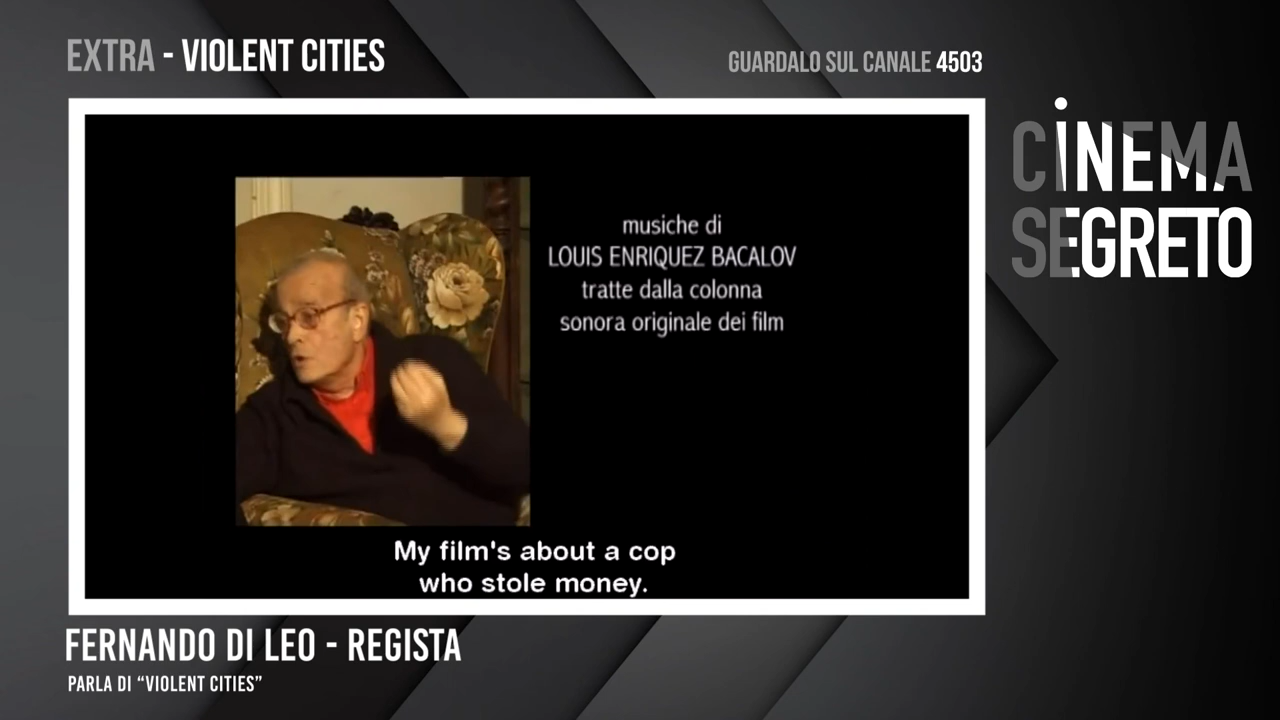 EXTRA - VIOLENT CITIES
GUARDALO SUL CANALE 4503
CiNEMA
SEGRETO
musiche di
LOUIS ENRIQUEZ BACALOV
tratte dalla colonna
sonora originale dei film
My film's about a cop
who stole money.
FERNANDO DI LEO - REGISTA
PARLA DI “VIOLENT CITIES”